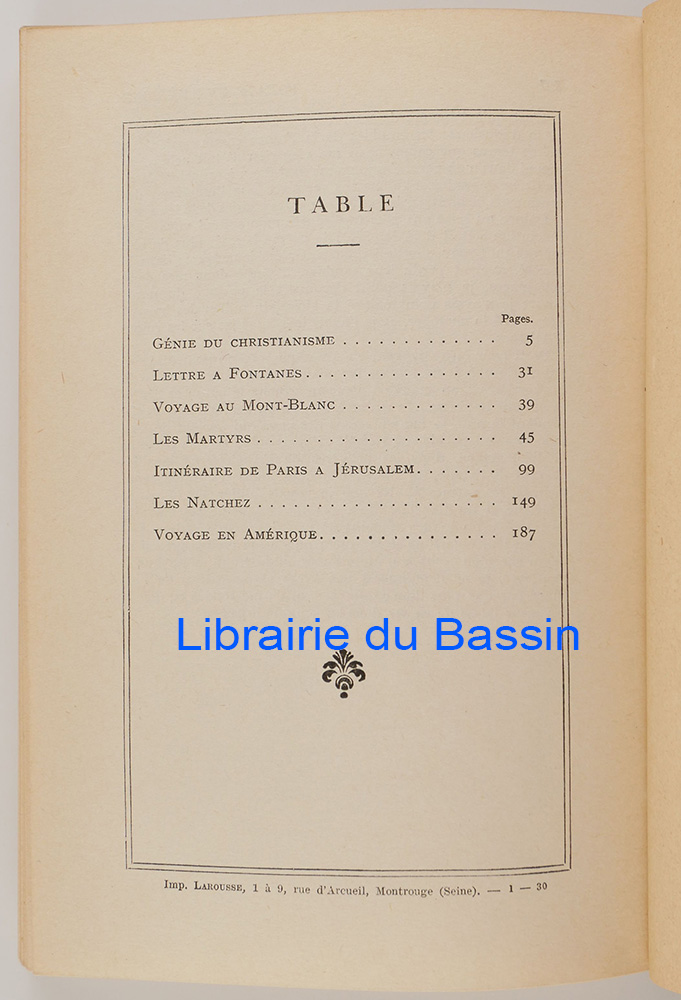 TABLE
Pages.
GÉNIE DU CHRISTIANISME . . . . . . . . . . . . . 5
LETTRE A FONTANES . . . . . . . . . . . . . . . . 31
VOYAGE AU MONT-BLANC . . . . . . . . . . . . . 39
LES MARTYRS . . . . . . . . . . . . . . . . . . . . 45
ITINÉRAIRE DE PARIS A JÉRUSALEM . . . . . . . 99
LES NATCHEZ . . . . . . . . . . . . . . . . . . . . 149
VOYAGE EN AMÉRIQUE . . . . . . . . . . . . . . . 187
Librairie du Bassin
Imp. LAROUSSE, 1 à 9, rue d'Arcueil, Montrouge (Seine). — 1 — 30